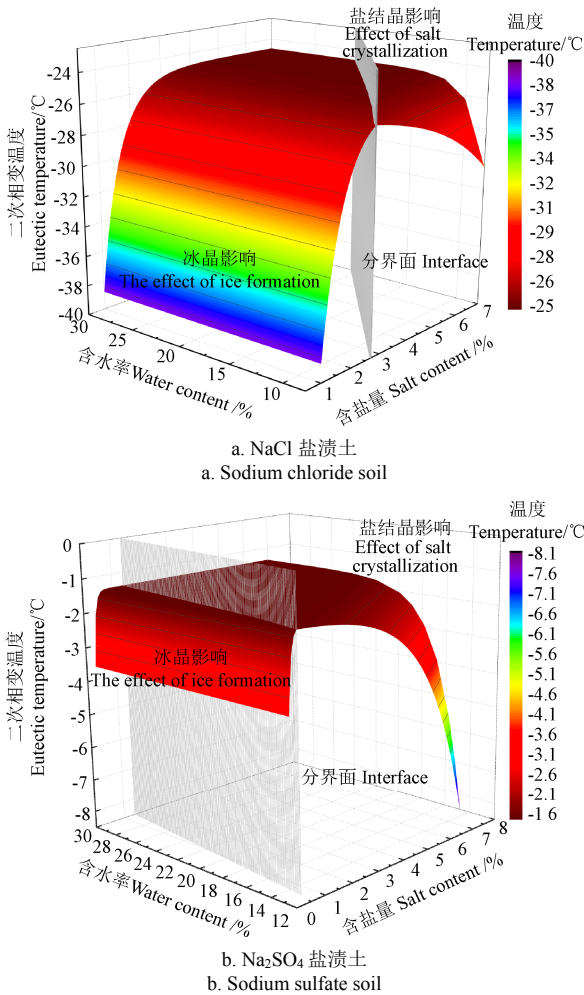 盐结晶影响
Effect of salt
crystallization
温度
Temperature/℃
-40
-38
-37
-35
-34
-32
-31
-29
-28
-26
-25
二次相变温度
Eutectic temperature/℃
-24
-26
-28
-30
-32
-34
-36
-38
-40
冰晶影响
The effect of ice formation
分界面 Interface
30
25
20
15
10
含水率Water content /%
1
2
3
4
5
6
7
含盐量 Salt content /%
a. NaCl 盐渍土
a. Sodium chloride soil
盐结晶影响
Effect of salt
crystallization
温度
Temperature/℃
-8.1
-7.6
-7.1
-6.6
-6.1
-5.6
-5.1
-4.6
-4.1
-3.6
-3.1
-2.6
-2.1
-1 6
二次相变温度
Eutectic temperature/℃
0
-1
-2
-3
-4
-5
-6
-7
-8
冰晶影响
The effect of ice formation
分界面 Interface
30
28
26
24
22
20
18
16
14
12
含水率Water content /%
0
1
2
3
4
5
6
7
8
含盐量 Salt content /%
b. Na₂SO₄ 盐渍土
b. Sodium sulfate soil